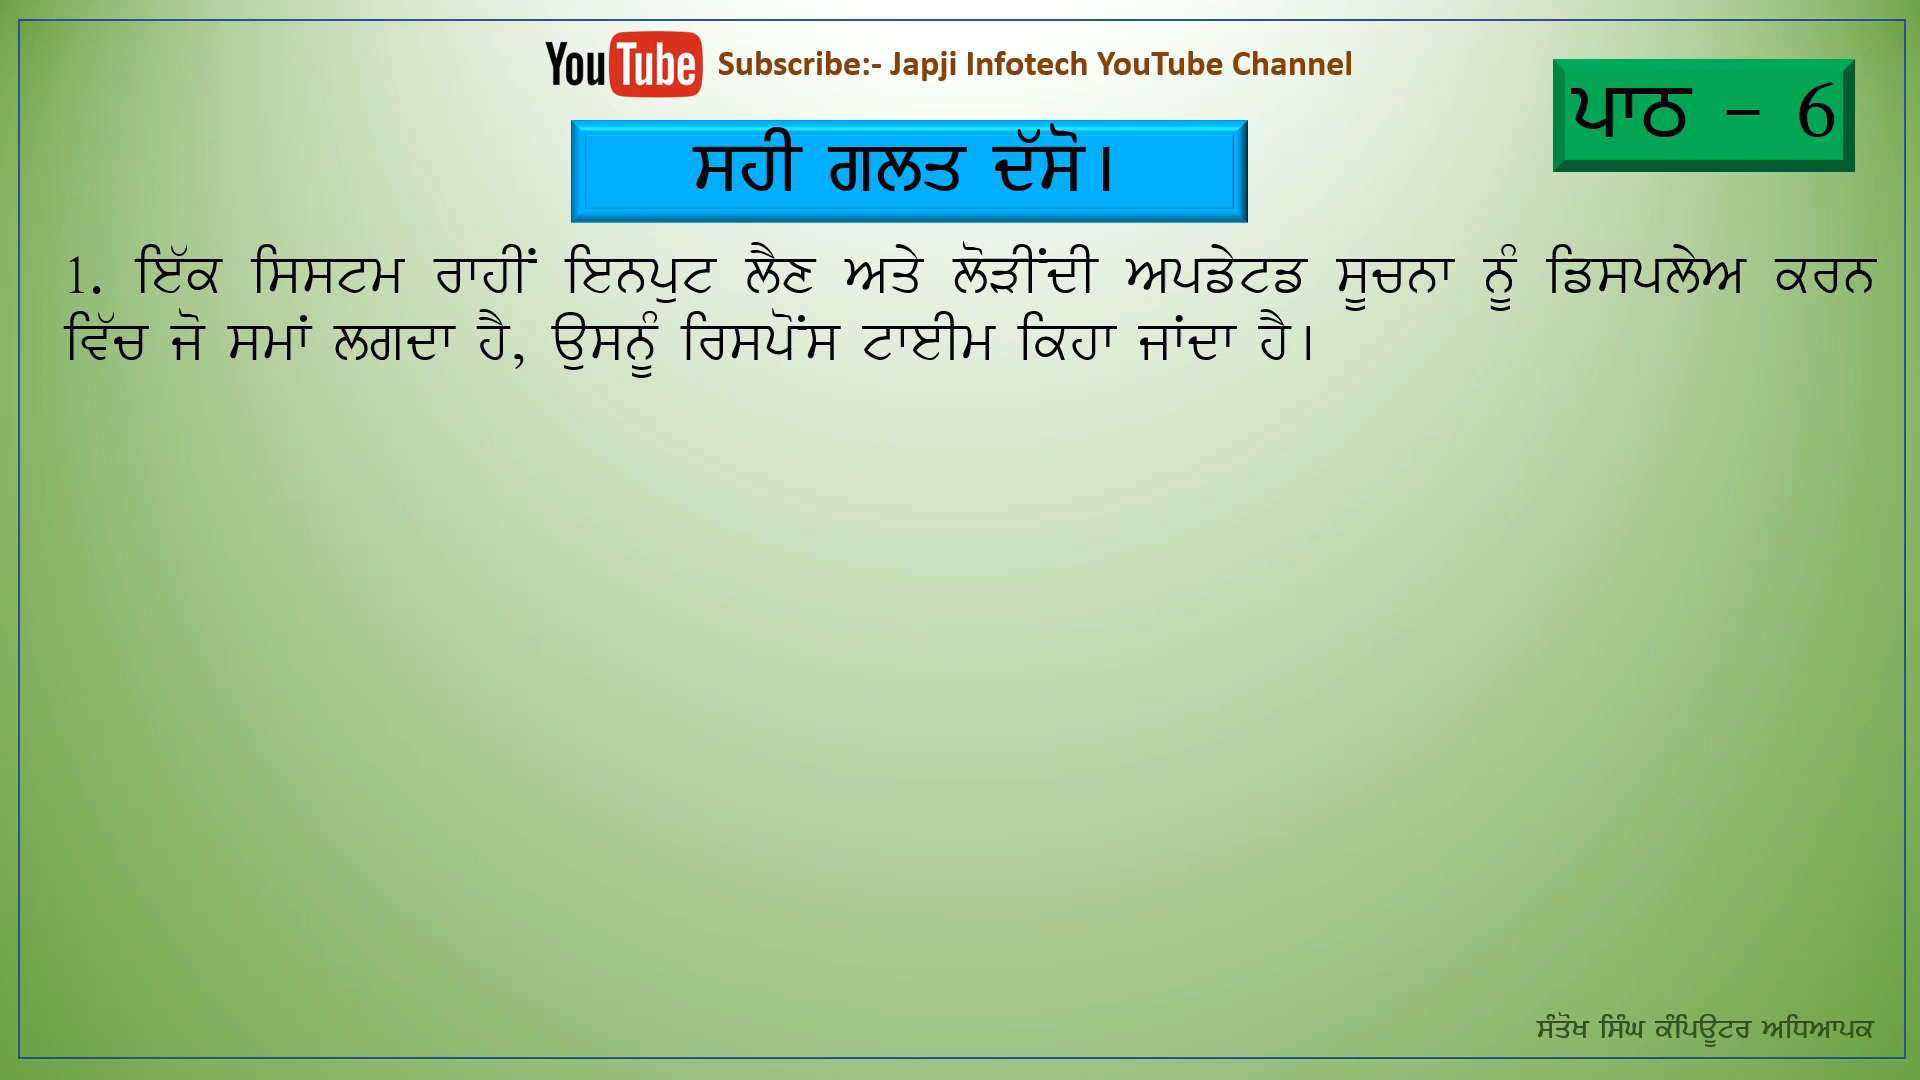 YouTube Subscribe:- Japji Infotech YouTube Channel
ਪਾਠ – 6
ਸਹੀ ਗਲਤ ਦੱਸੋ।
1. ਇੱਕ ਸਿਸਟਮ ਰਾਹੀਂ ਇਨਪੁਟ ਲੈਣ ਅਤੇ ਲੋੜੀਂਦੀ ਅਪਡੇਟਡ ਸੂਚਨਾ ਨੂੰ ਡਿਸਪਲੇਅ ਕਰਨ
ਵਿੱਚ ਜੋ ਸਮਾਂ ਲਗਦਾ ਹੈ, ਉਸਨੂੰ ਰਿਸਪੋਂਸ ਟਾਈਮ ਕਿਹਾ ਜਾਂਦਾ ਹੈ।
ਸੰਤੋਖ ਸਿੰਘ ਕੰਪਿਊਟਰ ਅਧਿਆਪਕ